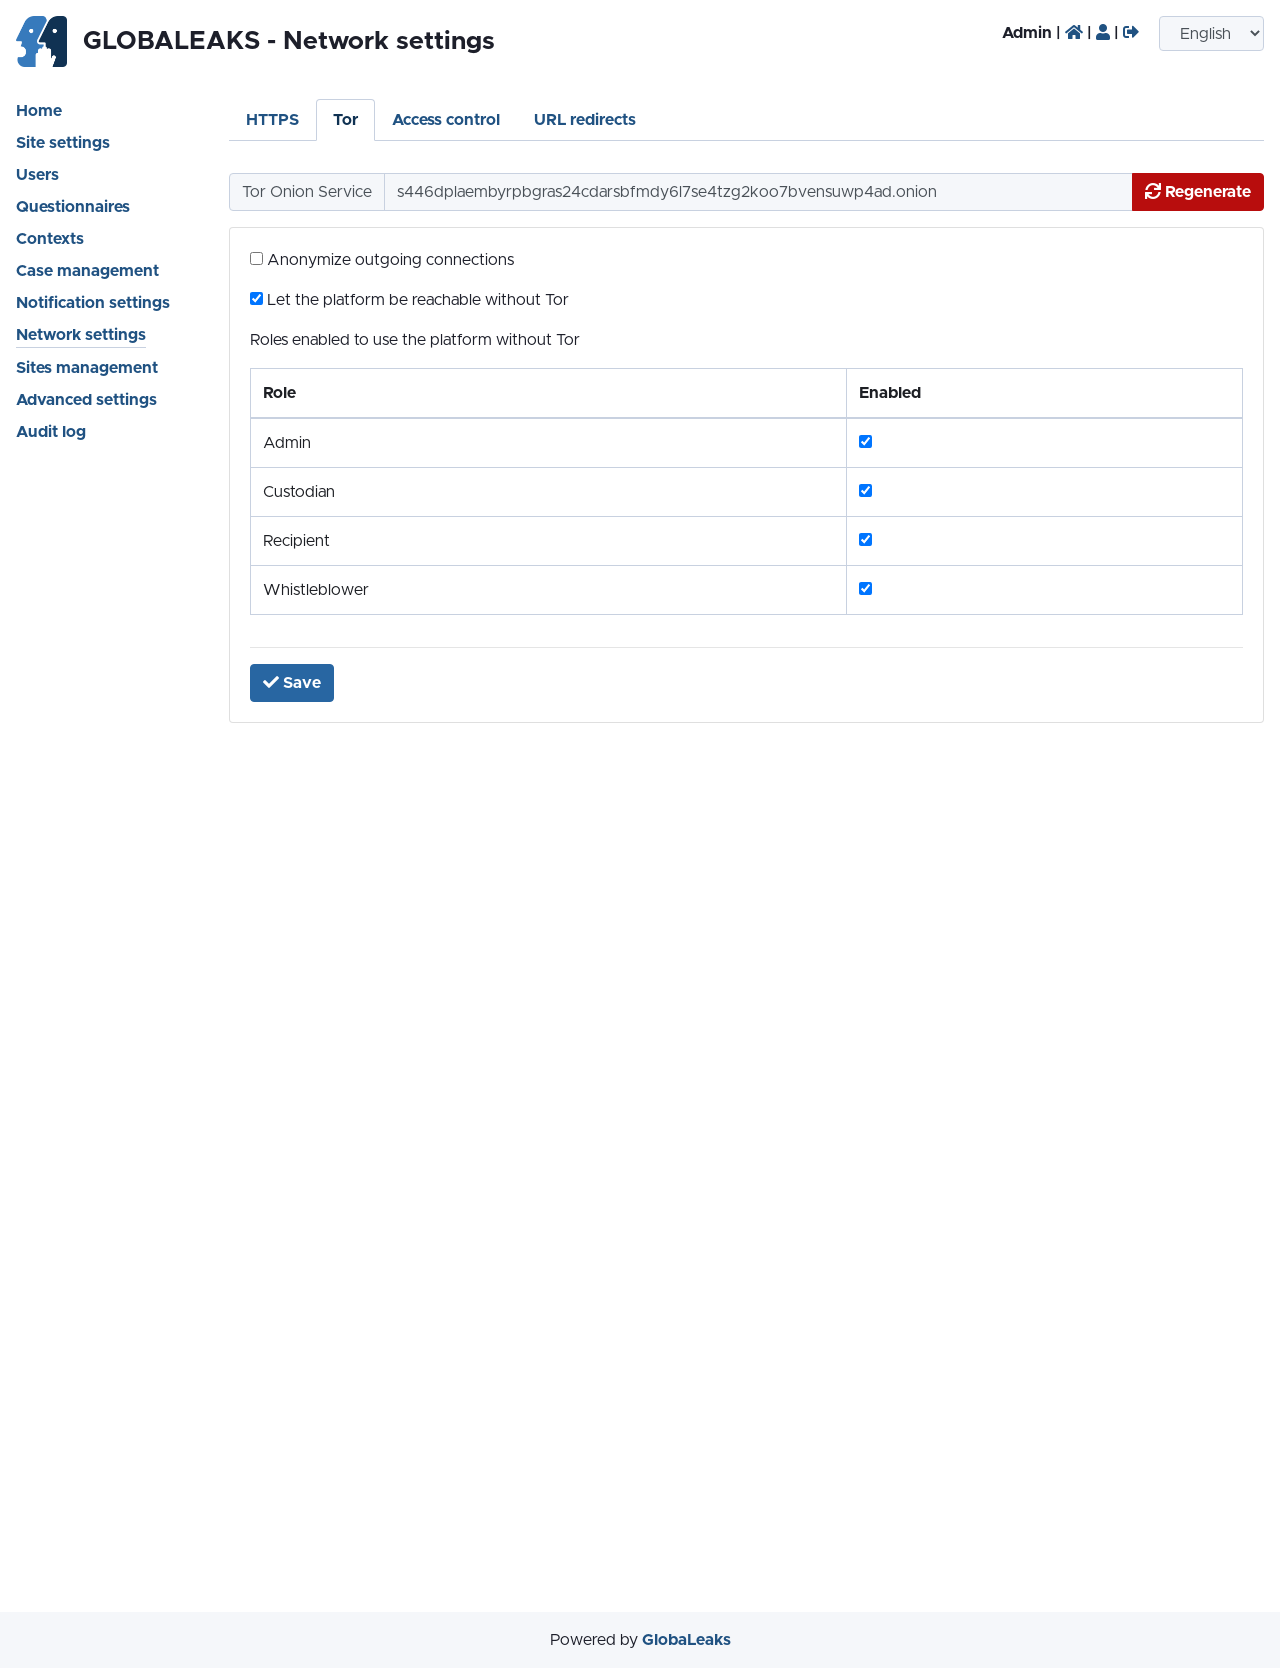 GLOBALEAKS - Network settings
Admin | | |
English
Home
Site settings
Users
Questionnaires
Contexts
Case management
Notification settings
Network settings
Sites management
Advanced settings
Audit log
HTTPS Tor Access control URL redirects
Tor Onion Service s446dplaembyrpbgras24cdarsbfmdy6l7se4tzg2koo7bvensuwp4ad.onion Regenerate
Anonymize outgoing connections
Let the platform be reachable without Tor
Roles enabled to use the platform without Tor
Role Enabled
Admin
Custodian
Recipient
Whistleblower
Save
Powered by GlobaLeaks